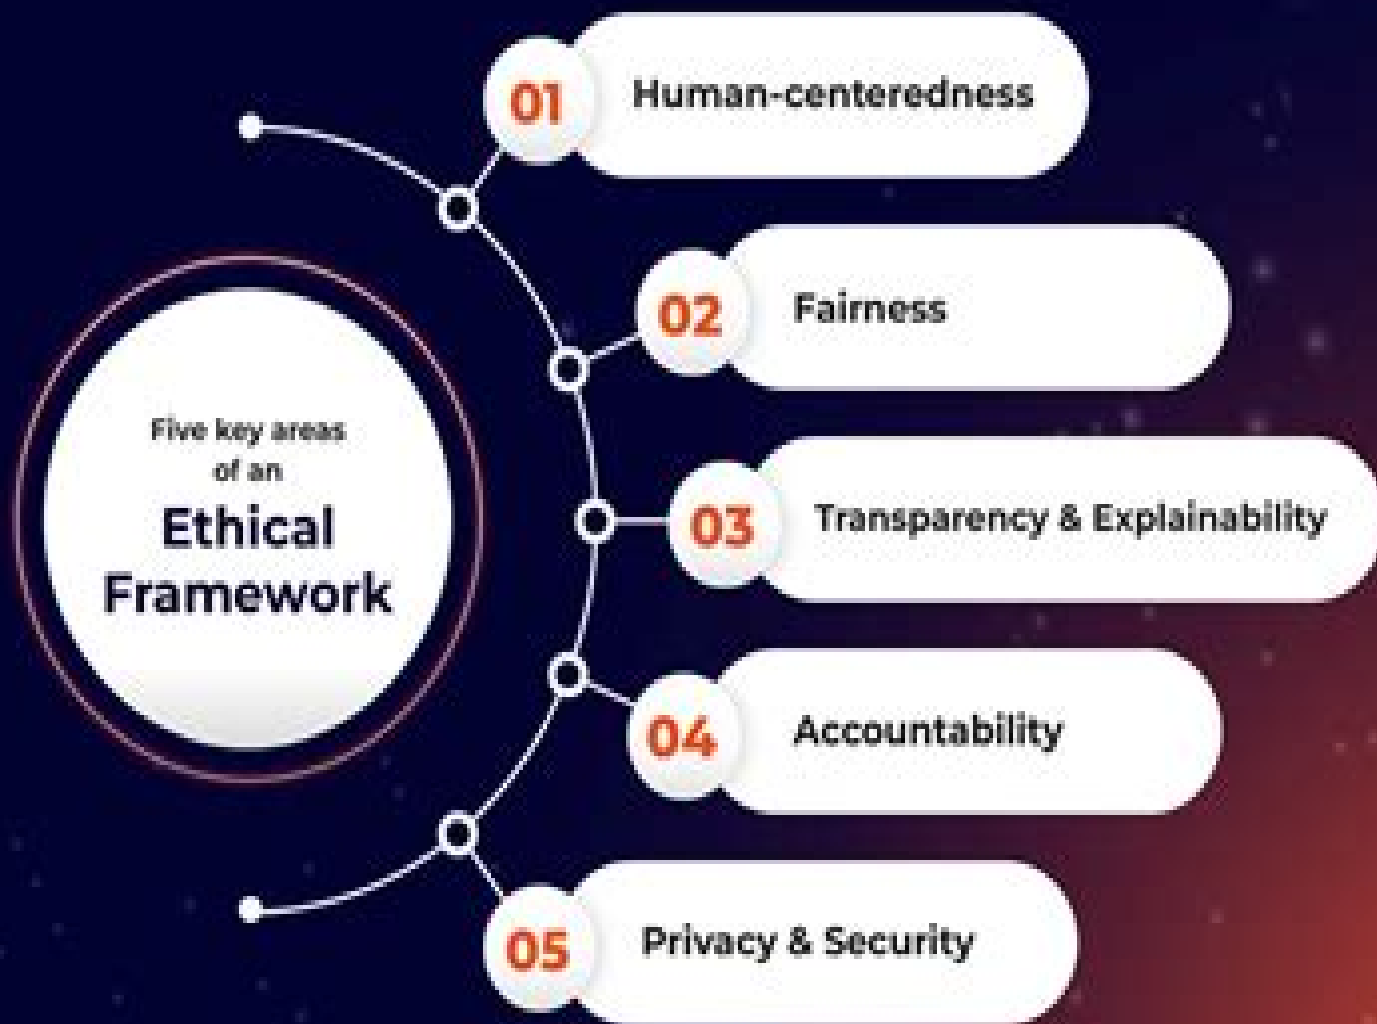 Five key areas
of an
Ethical
Framework
01 Human-centeredness
02 Fairness
03 Transparency & Explainability
04 Accountability
05 Privacy & Security